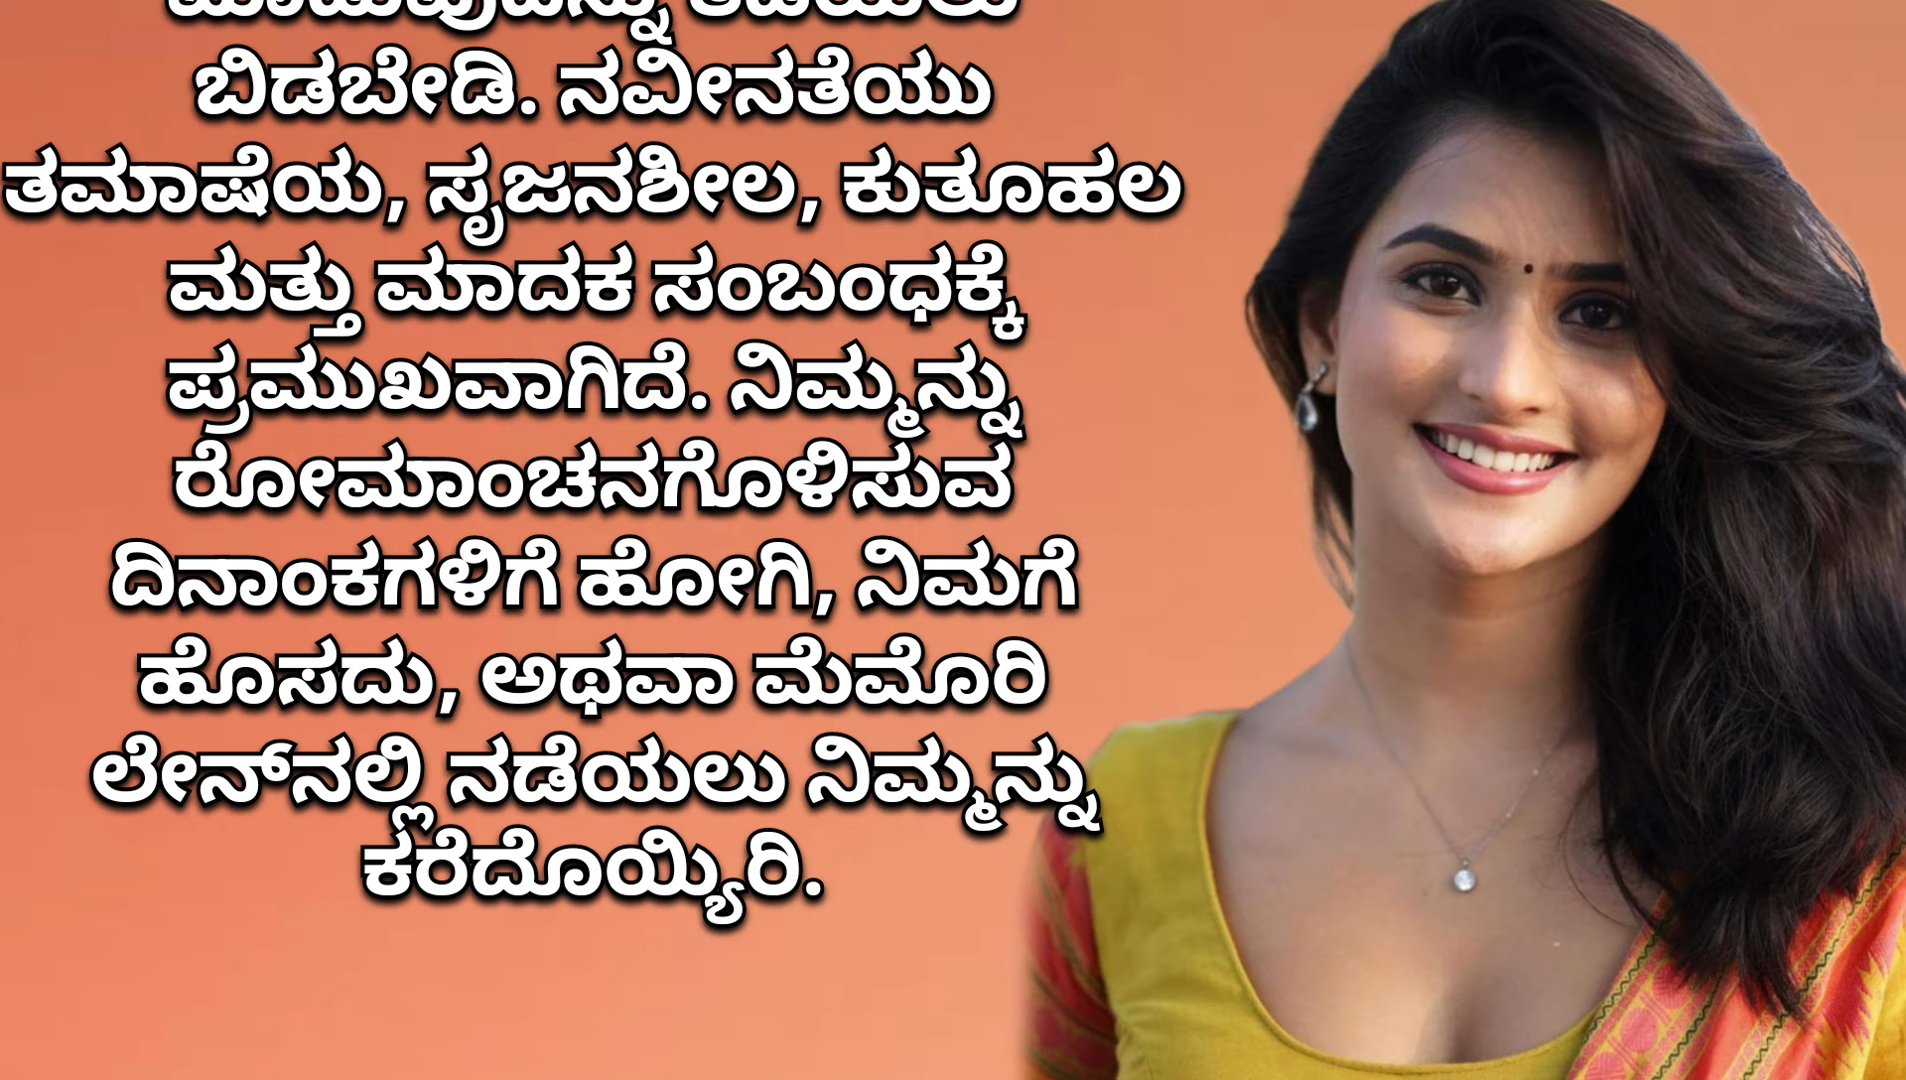 ಬಿಡಬೇಡಿ. ನವೀನತೆಯು
ತಮಾಷೆಯ, ಸೃಜನಶೀಲ, ಕುತೂಹಲ
ಮತ್ತು ಮಾದಕ ಸಂಬಂಧಕ್ಕೆ
ಪ್ರಮುಖವಾಗಿದೆ. ನಿಮ್ಮನ್ನು
ರೋಮಾಂಚನಗೊಳಿಸುವ
ದಿನಾಂಕಗಳಿಗೆ ಹೋಗಿ, ನಿಮಗೆ
ಹೊಸದು, ಅಥವಾ ಮೆಮೊರಿ
ಲೇನ್‌ನಲ್ಲಿ ನಡೆಯಲು ನಿಮ್ಮನ್ನು
ಕರೆದೊಯ್ಯಿರಿ.